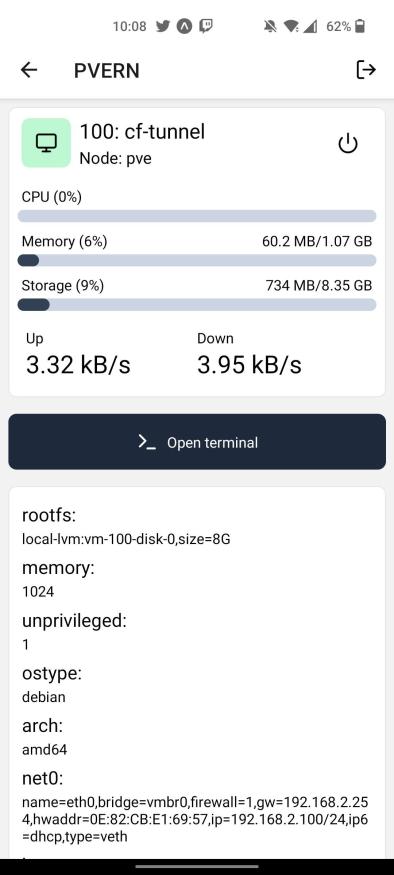 10:08
62%
PVERN
100: cf-tunnel
Node: pve
CPU (0%)
Memory (6%) 60.2 MB/1.07 GB
Storage (9%) 734 MB/8.35 GB
Up Down
3.32 kB/s 3.95 kB/s
Open terminal
rootfs:
local-lvm:vm-100-disk-0,size=8G
memory:
1024
unprivileged:
1
ostype:
debian
arch:
amd64
net0:
name=eth0,bridge=vmbr0,firewall=1,gw=192.168.2.25
4,hwaddr=0E:82:CB:E1:69:57,ip=192.168.2.100/24,ip6
=dhcp,type=veth